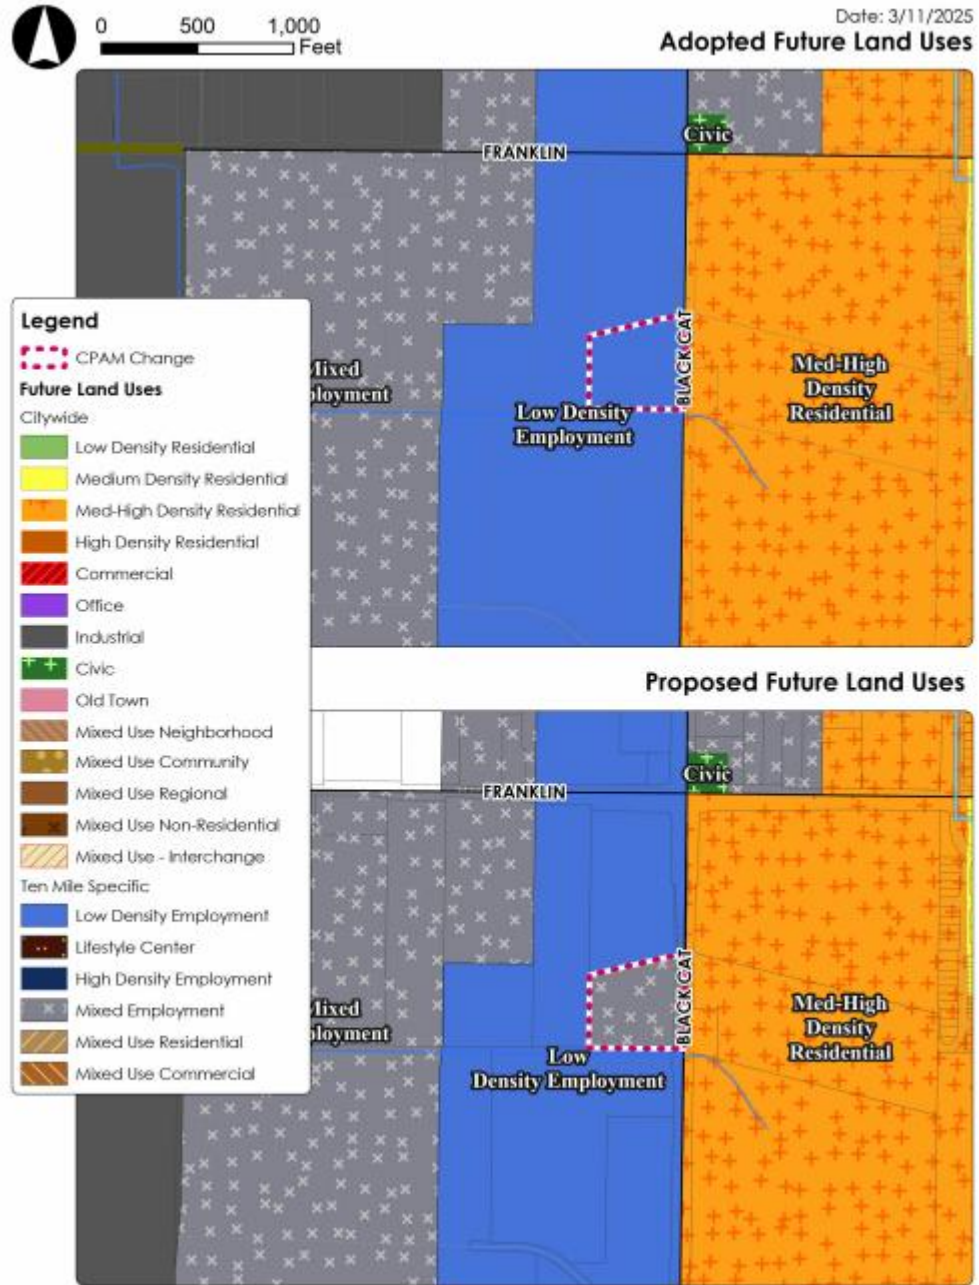 Date: 3/11/2025
0 500 1,000
Feet
Adopted Future Land Uses
Civic
FRANKLIN
BLACK CAT
Mixed
ployment
Low Density
Employment
Med-High
Density
Residential
Legend
CPAM Change
Future Land Uses
Citywide
Low Density Residential
Medium Density Residential
Med-High Density Residential
High Density Residential
Commercial
Office
Industrial
Civic
Old Town
Mixed Use Neighborhood
Mixed Use Community
Mixed Use Regional
Mixed Use Non-Residential
Mixed Use - Interchange
Ten Mile Specific
Low Density Employment
Lifestyle Center
High Density Employment
Mixed Employment
Mixed Use Residential
Mixed Use Commercial
Proposed Future Land Uses
Civic
FRANKLIN
BLACK CAT
Mixed
ployment
Low
Density Employment
Med-High
Density
Residential